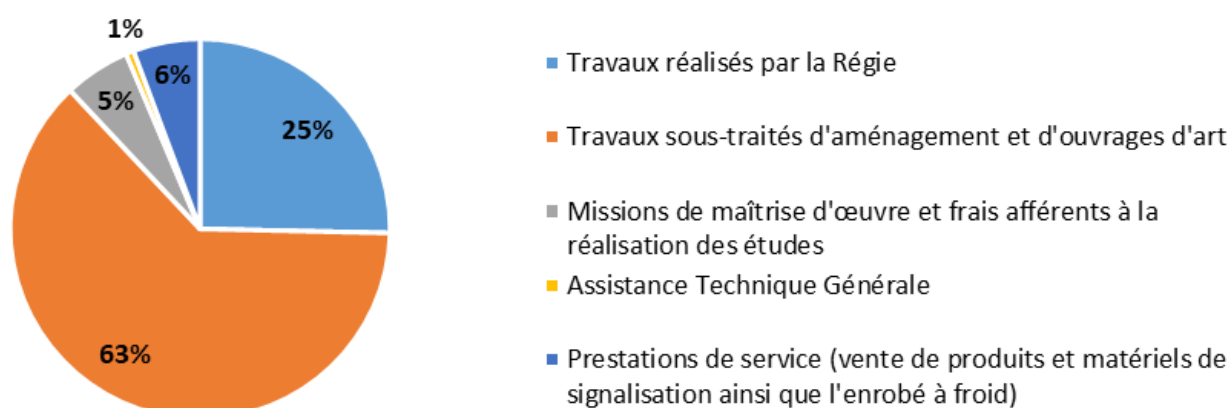 1%
6%
5%
25%
63%
Travaux réalisés par la Régie
Travaux sous-traités d'aménagement et d'ouvrages d'art
Missions de maîtrise d'œuvre et frais afférents à la
réalisation des études
Assistance Technique Générale
Prestations de service (vente de produits et matériels de
signalisation ainsi que l'enrobé à froid)